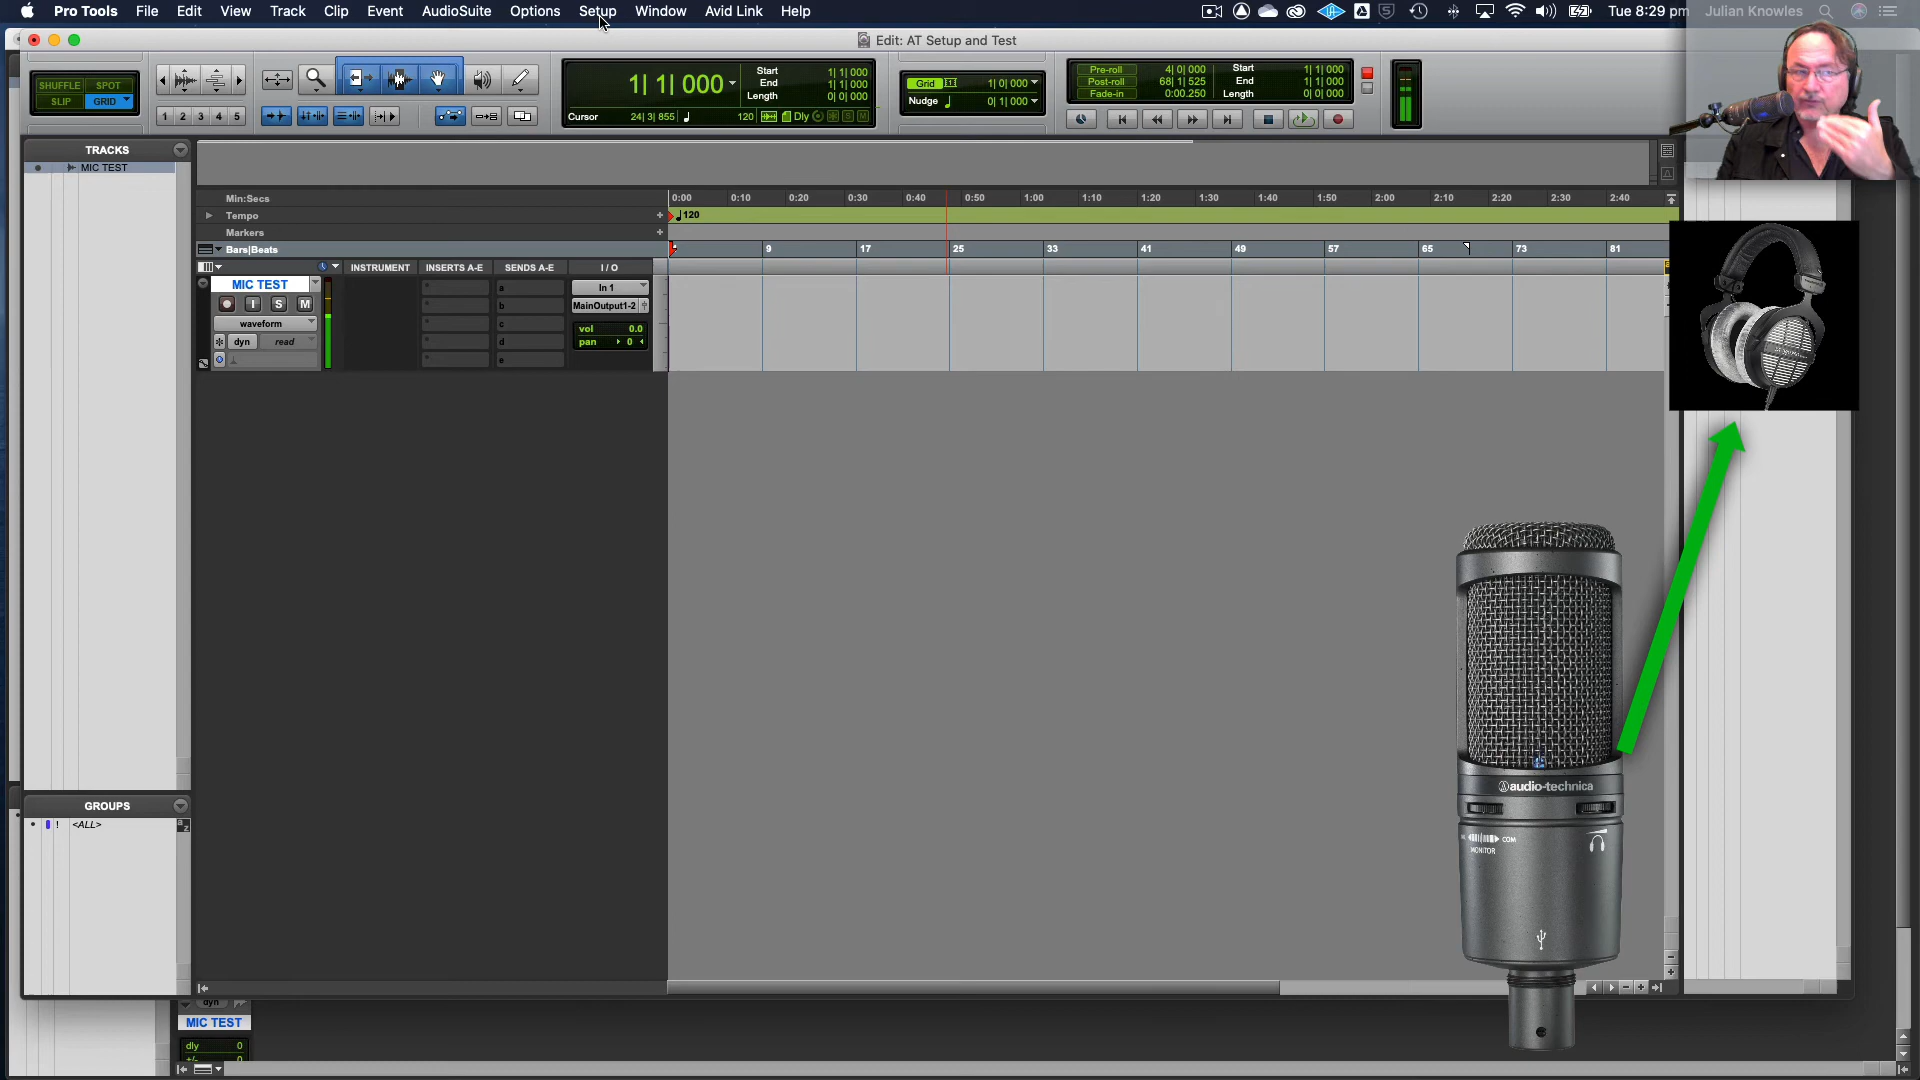 Pro Tools File Edit View Track Clip Event AudioSuite Options Setup Window Avid Link Help
Tue 8:29 pm Julian Knowles
Edit: AT Setup and Test
SHUFFLE SPOT
SLIP GRID
1 2 3 4 5
1| 1| 000
Start 1| 1| 000
End 1| 1| 000
Length 0| 0| 000
Cursor 24| 3| 855 120 Dly
Grid 1| 0| 000
Nudge 0| 1| 000
Pre-roll 4| 0| 000
Post-roll 68| 1| 525
Fade-in 0:00.250
Start 1| 1| 000
End 1| 1| 000
Length 0| 0| 000
TRACKS
MIC TEST
Min:Secs 0:00 0:10 0:20 0:30 0:40 0:50 1:00 1:10 1:20 1:30 1:40 1:50 2:00 2:10 2:20 2:30 2:40
Tempo 120
Markers
Bars|Beats 9 17 25 33 41 49 57 65 73 81
INSTRUMENT INSERTS A-E SENDS A-E I / O
MIC TEST
I S M
waveform
dyn read
a
b
c
d
e
In 1
MainOutput1-2
vol 0.0
pan 0
audio-technica
COM
MONITOR
GROUPS
! <ALL>
a
z
dyn
MIC TEST
dly 0
+/- 0